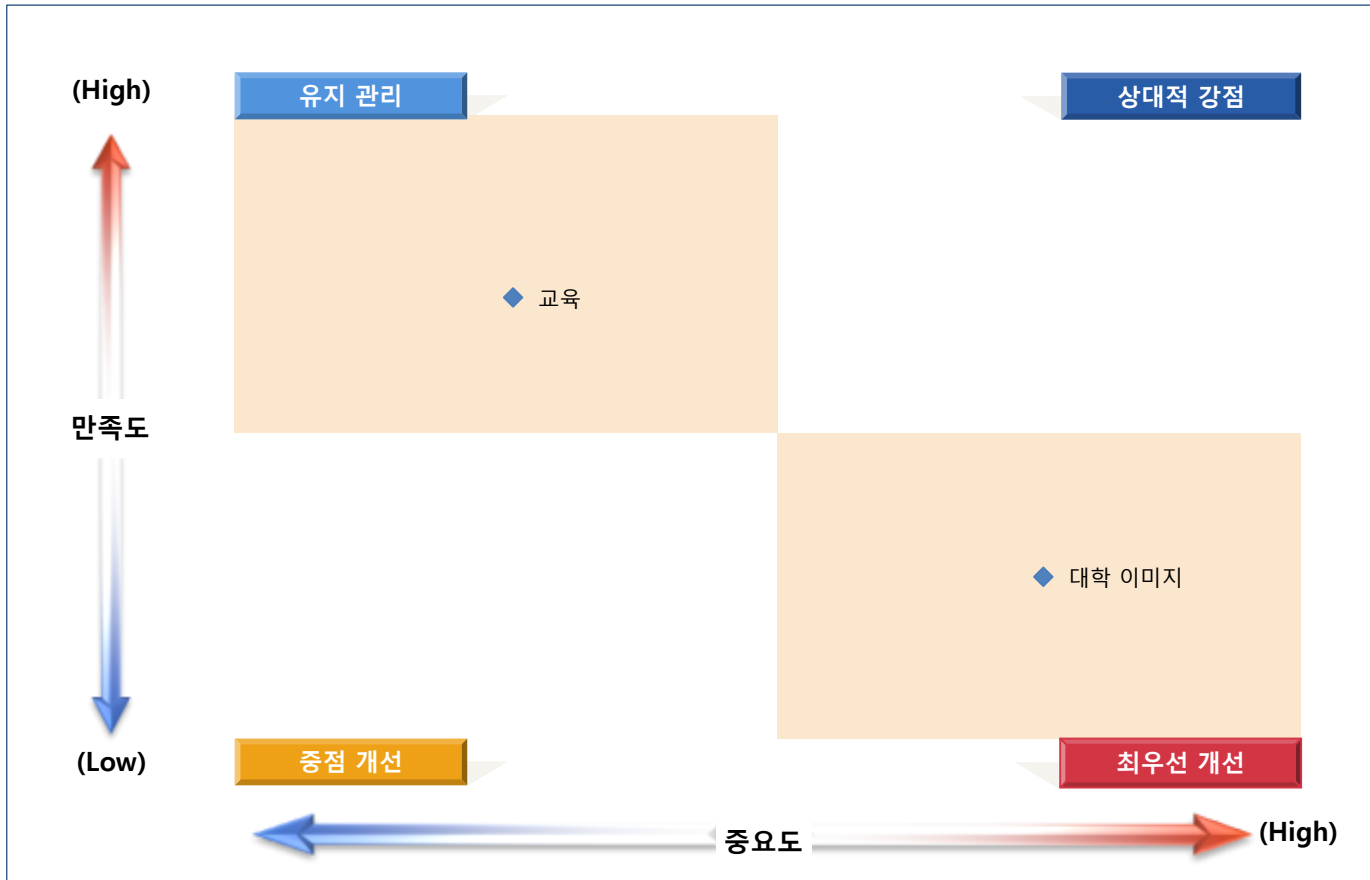 (High)
유지 관리
상대적 강점
교육
만족도
대학 이미지
(Low)
중점 개선
최우선 개선
중요도
(High)